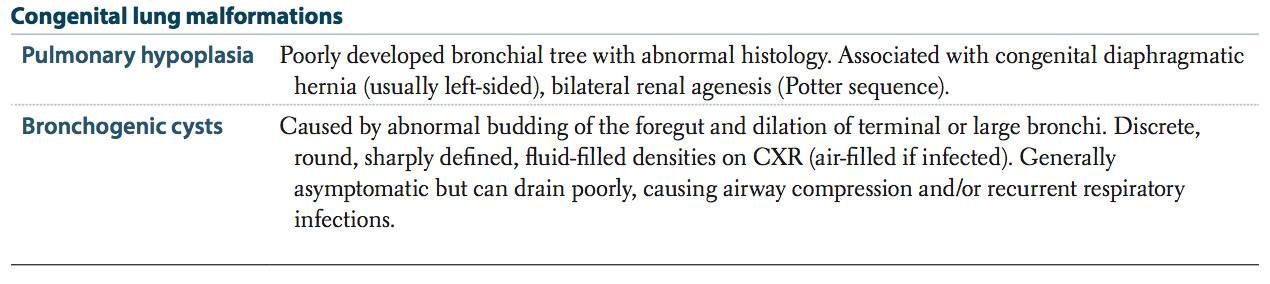 Congenital lung malformations
Pulmonary hypoplasia Poorly developed bronchial tree with abnormal histology. Associated with congenital diaphragmatic
hernia (usually left-sided), bilateral renal agenesis (Potter sequence).
Bronchogenic cysts Caused by abnormal budding of the foregut and dilation of terminal or large bronchi. Discrete,
round, sharply defined, fluid-filled densities on CXR (air-filled if infected). Generally
asymptomatic but can drain poorly, causing airway compression and/or recurrent respiratory
infections.